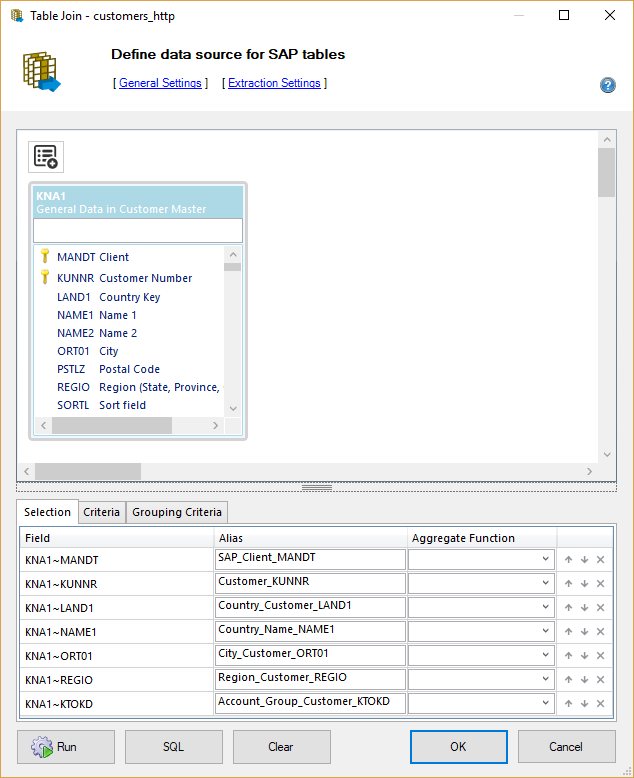 Table Join - customers_http
Define data source for SAP tables
[ General Settings ] [ Extraction Settings ]
?
KNA1
General Data in Customer Master
MANDT Client
KUNNR Customer Number
LAND1 Country Key
NAME1 Name 1
NAME2 Name 2
ORT01 City
PSTLZ Postal Code
REGIO Region (State, Province,
SORTL Sort field
Selection Criteria Grouping Criteria
Field Alias Aggregate Function
KNA1~MANDT SAP_Client_MANDT
KNA1~KUNNR Customer_KUNNR
KNA1~LAND1 Country_Customer_LAND1
KNA1~NAME1 Country_Name_NAME1
KNA1~ORT01 City_Customer_ORT01
KNA1~REGIO Region_Customer_REGIO
KNA1~KTOKD Account_Group_Customer_KTOKD
Run SQL Clear OK Cancel